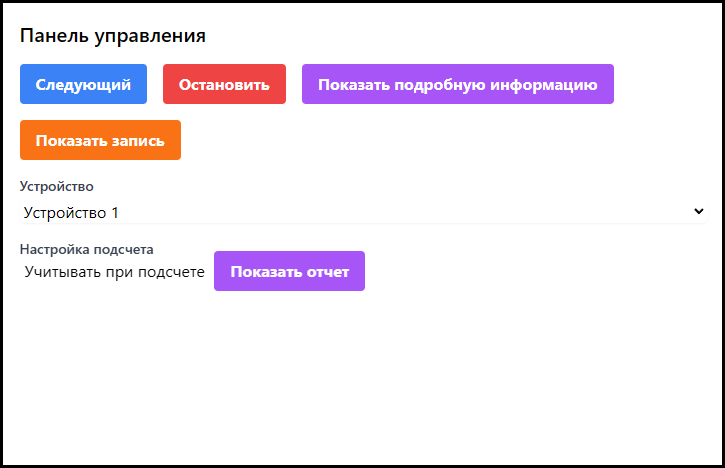 Панель управления
Следующий Остановить Показать подробную информацию
Показать запись
Устройство
Устройство 1
Настройка подсчета
Учитывать при подсчете Показать отчет